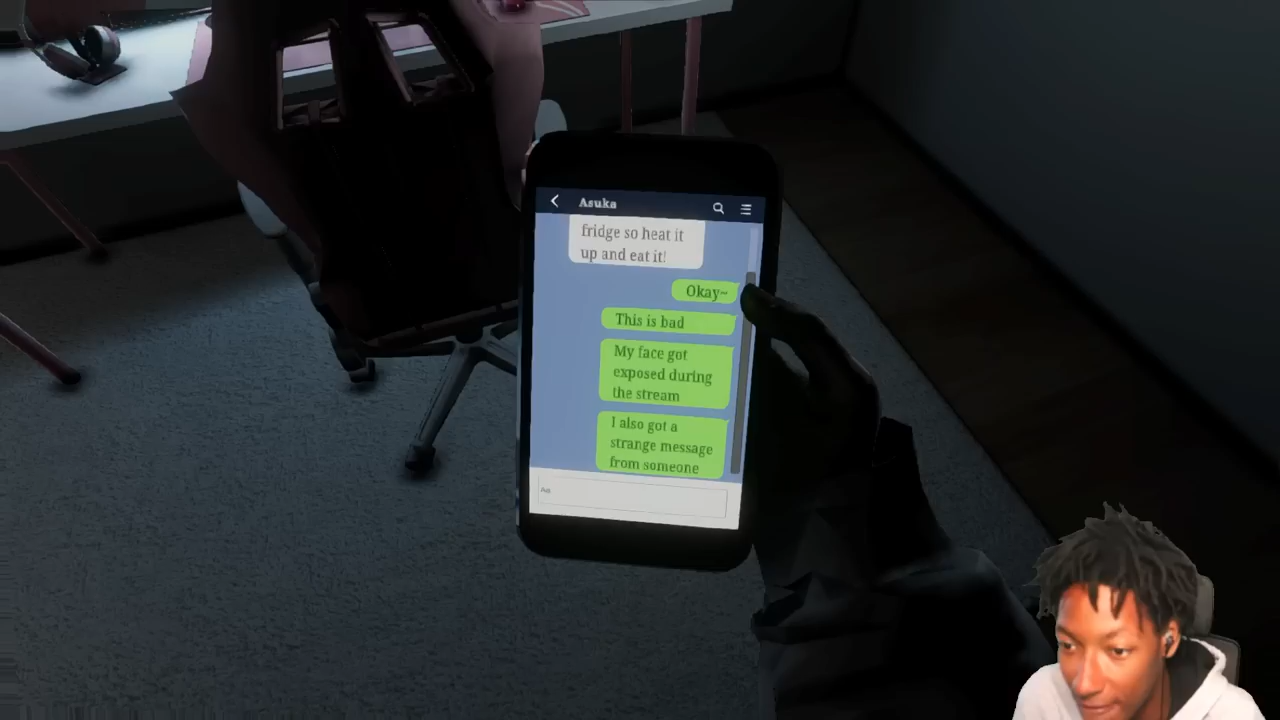 Asuka
fridge so heat it
up and eat it!
Okay~
This is bad
My face got
exposed during
the stream
I also got a
strange message
from someone
Aa